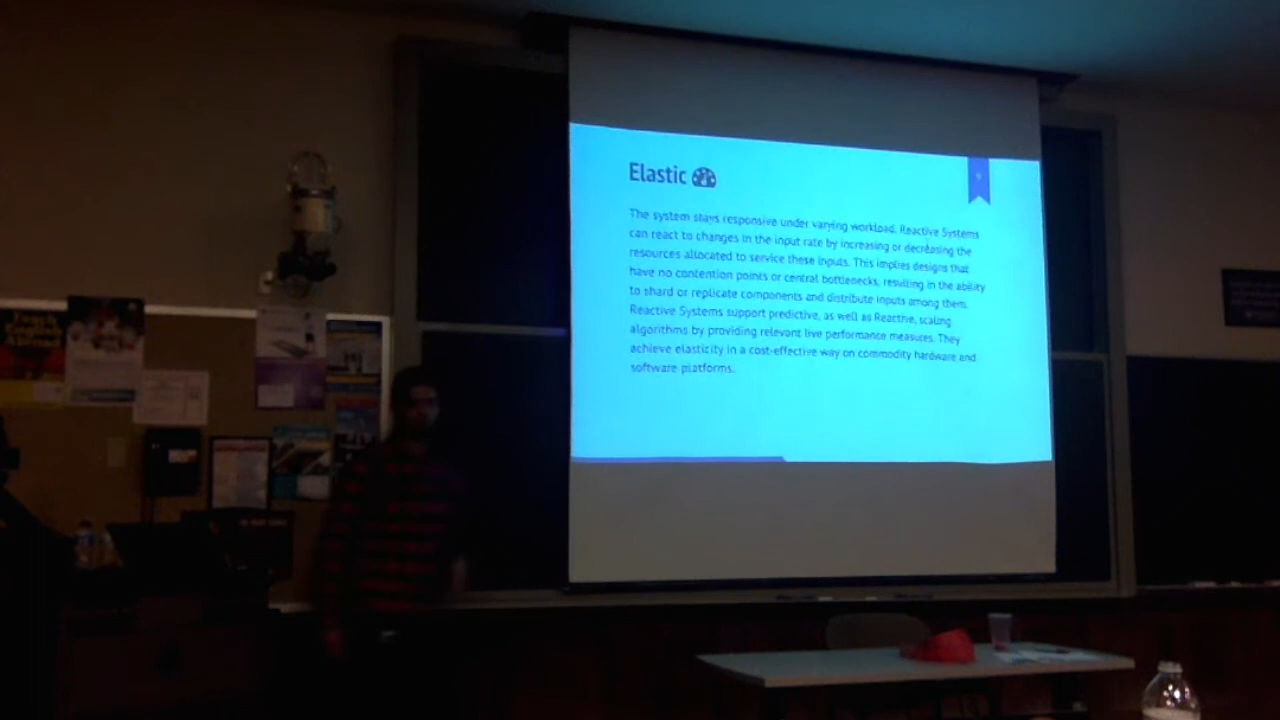 Elastic
The system stays responsive under varying workload. Reactive Systems
can react to changes in the input rate by increasing or decreasing the
resources allocated to service these inputs. This implies designs that
have no contention points or central bottlenecks, resulting in the ability
to shard or replicate components and distribute inputs among them.
Reactive Systems support predictive, as well as Reactive, scaling
algorithms by providing relevant live performance measures. They
achieve elasticity in a cost-effective way on commodity hardware and
software platforms.